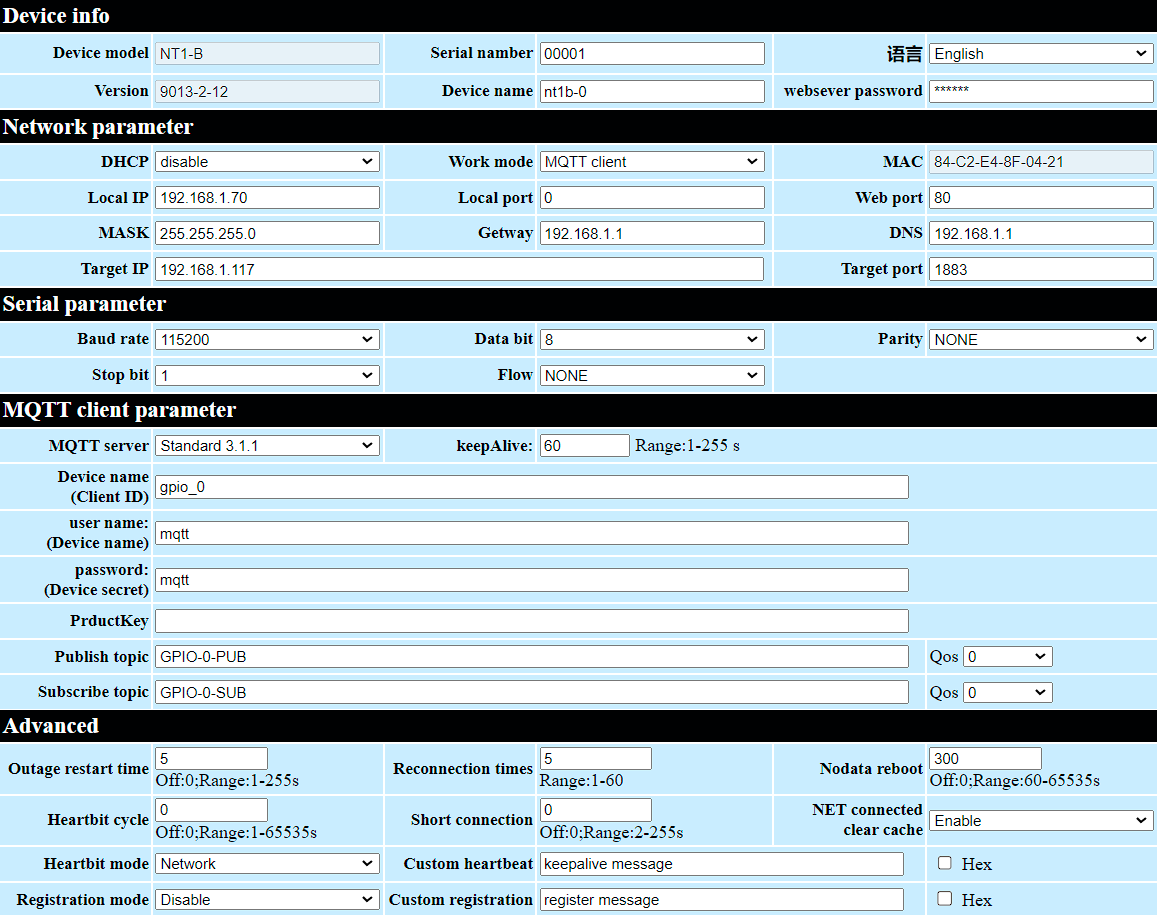 Device info
Device model NT1-B Serial namber 00001 语言 English
Version 9013-2-12 Device name nt1b-0 websever password ******
Network parameter
DHCP disable Work mode MQTT client MAC 84-C2-E4-8F-04-21
Local IP 192.168.1.70 Local port 0 Web port 80
MASK 255.255.255.0 Getway 192.168.1.1 DNS 192.168.1.1
Target IP 192.168.1.117 Target port 1883
Serial parameter
Baud rate 115200 Data bit 8 Parity NONE
Stop bit 1 Flow NONE
MQTT client parameter
MQTT server Standard 3.1.1 keepAlive: 60 Range:1-255 s
Device name
(Client ID) gpio_0
user name:
(Device name) mqtt
password:
(Device secret) mqtt
PrductKey
Publish topic GPIO-0-PUB Qos 0
Subscribe topic GPIO-0-SUB Qos 0
Advanced
Outage restart time 5 Off:0;Range:1-255s Reconnection times 5 Range:1-60 Nodata reboot 300 Off:0;Range:60-65535s
Heartbit cycle 0 Off:0;Range:1-65535s Short connection 0 Off:0;Range:2-255s NET connected clear cache Enable
Heartbit mode Network Custom heartbeat keepalive message Hex
Registration mode Disable Custom registration register message Hex